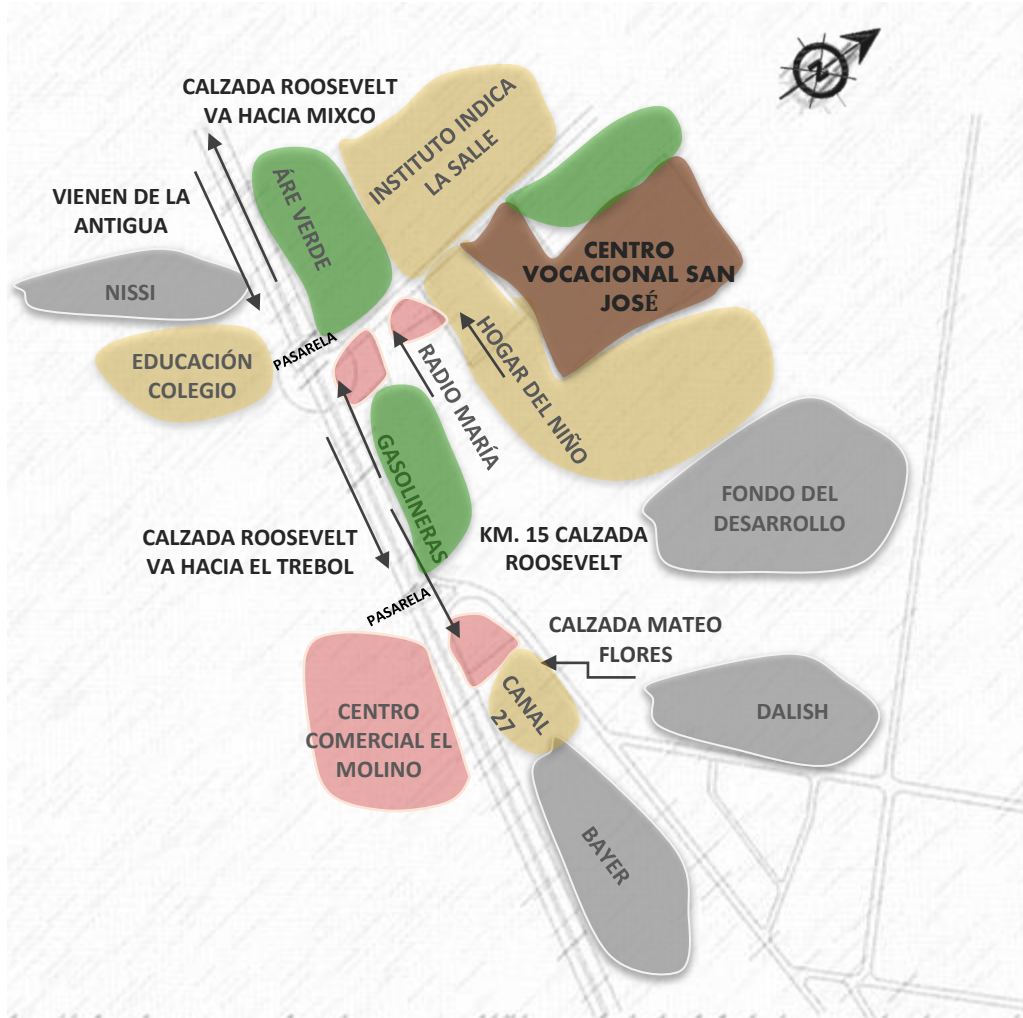 CALZADA ROOSEVELT
VA HACIA MIXCO
INSTITUTO INDICA
LA SALLE
ÁRE VERDE
VIENEN DE LA
ANTIGUA
NISSI
CENTRO
VOCACIONAL SAN
JOSÉ
PASARELA
EDUCACIÓN
COLEGIO
RADIO MARÍA
HOGAR DEL NIÑO
GASOLINERAS
FONDO DEL
DESARROLLO
CALZADA ROOSEVELT
VA HACIA EL TREBOL
KM. 15 CALZADA
ROOSEVELT
PASARELA
CALZADA MATEO
FLORES
CENTRO
COMERCIAL EL
MOLINO
CANAL
27
DALISH
BAYER
N